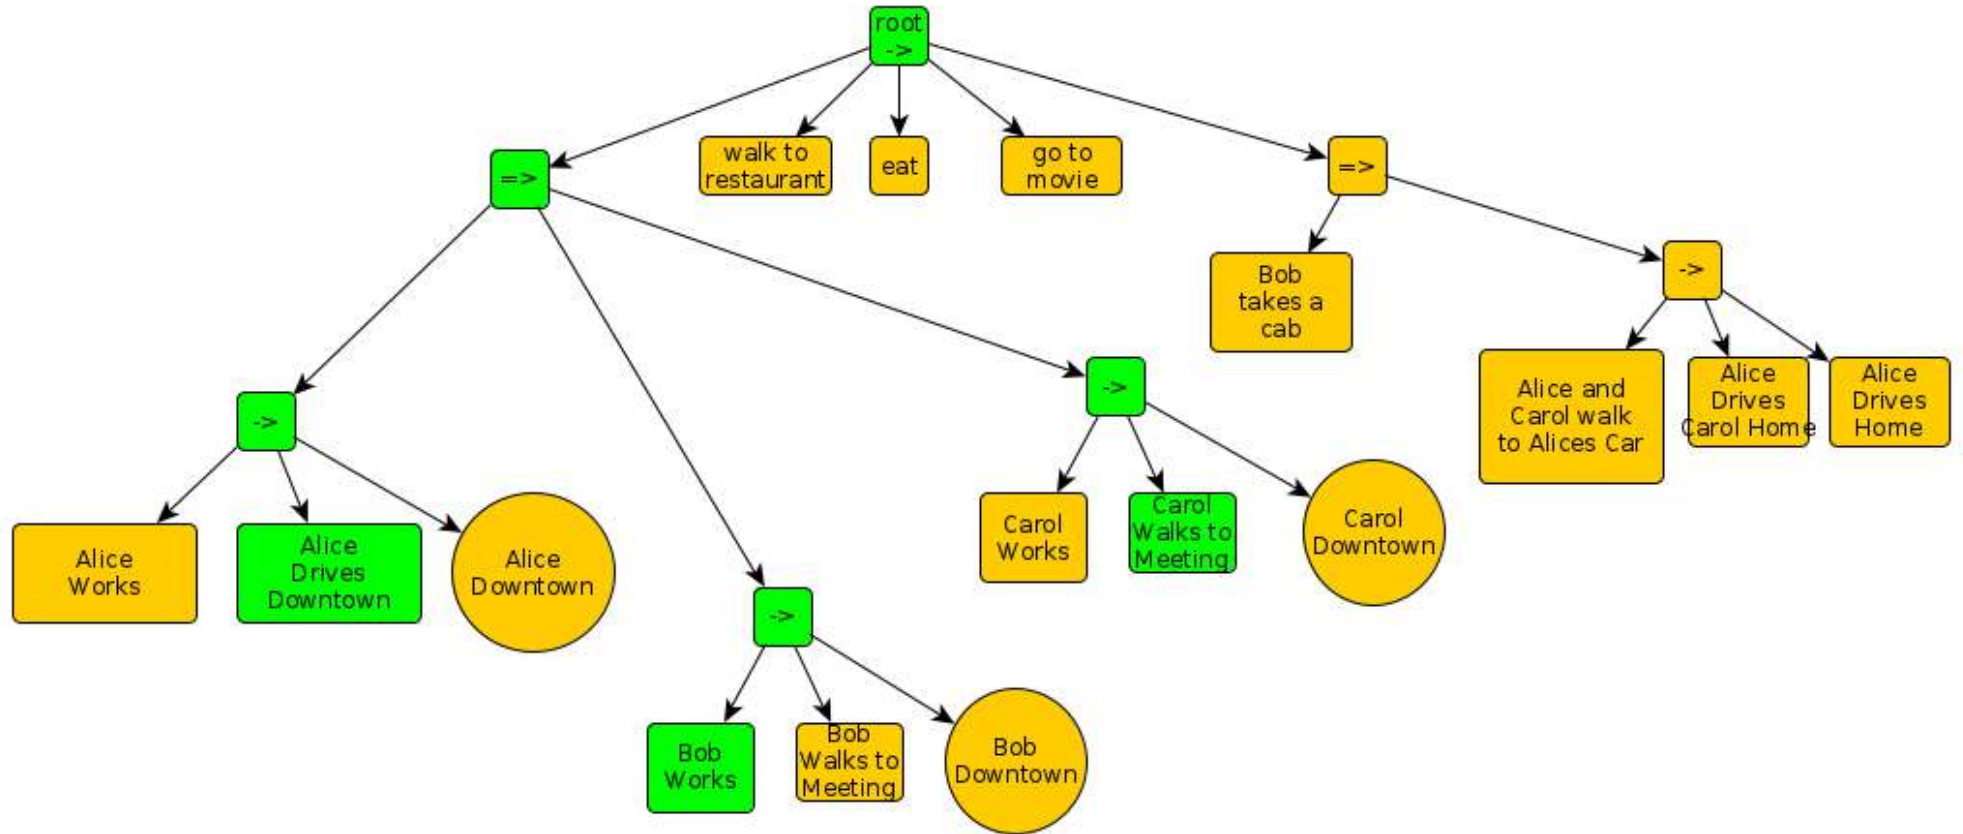 root
->
=>
walk to
restaurant
eat
go to
movie
=>
Bob
takes a
cab
->
Alice and
Carol walk
to Alices Car
Alice
Drives
Carol Home
Alice
Drives
Home
->
Alice
Works
Alice
Drives
Downtown
Alice
Downtown
->
Carol
Works
Carol
Walks to
Meeting
Carol
Downtown
->
Bob
Works
Bob
Walks to
Meeting
Bob
Downtown